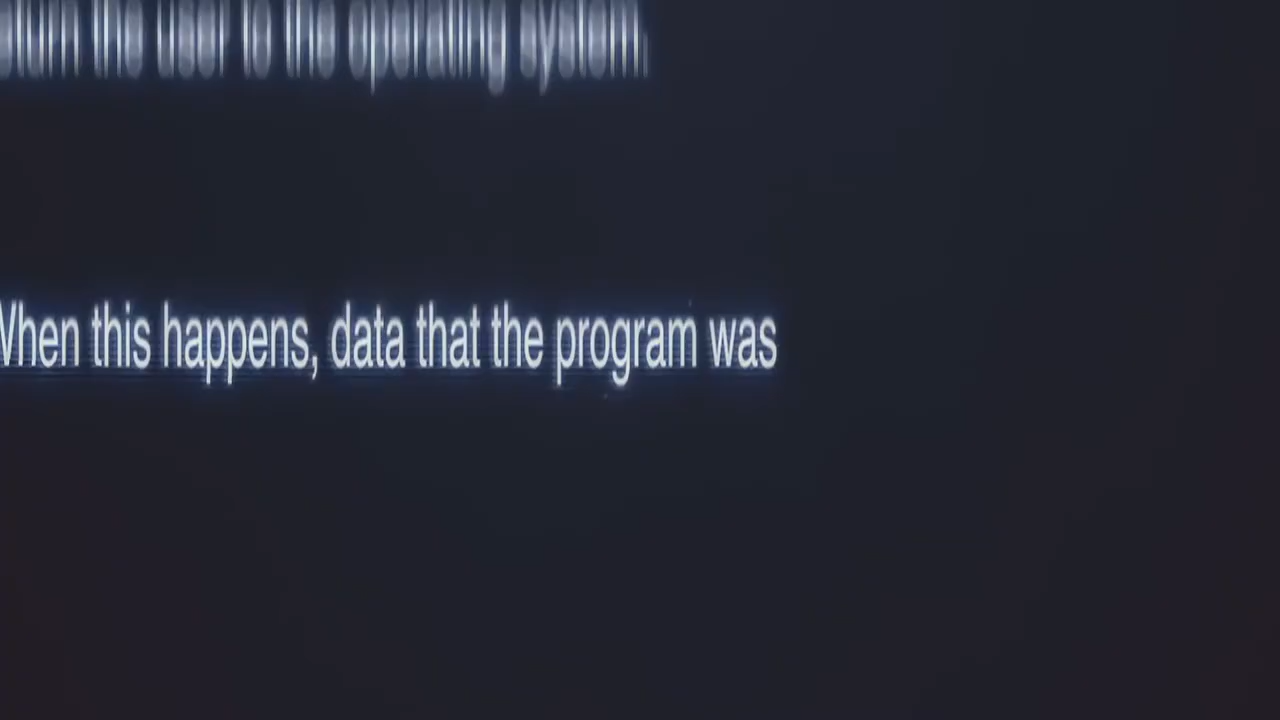 the user to the operating system.
When this happens, data that the program was